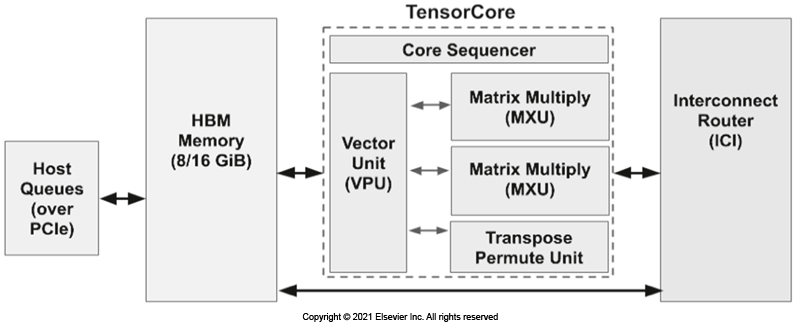 TensorCore
Core Sequencer
Host
Queues
(over
PCIe)
HBM
Memory
(8/16 GiB)
Vector
Unit
(VPU)
Matrix Multiply
(MXU)
Matrix Multiply
(MXU)
Transpose
Permute Unit
Interconnect
Router
(ICI)
Copyright © 2021 Elsevier Inc. All rights reserved